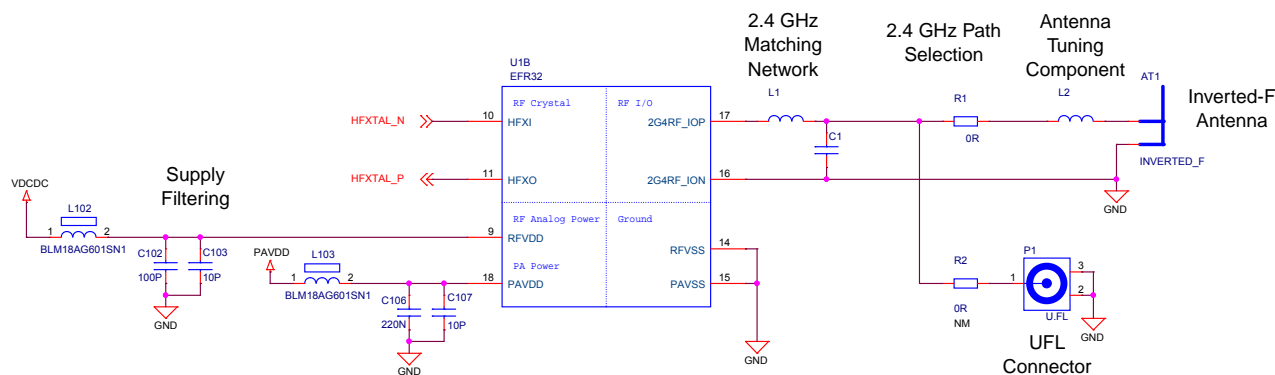 2.4 GHz
Matching
Network
2.4 GHz Path
Selection
Antenna
Tuning
Component
U1B
EFR32
L1
R1
L2
AT1
Inverted-F
Antenna
RF Crystal
RF I/O
HFXTAL_N
10
HFXI
2G4RF_IOP
17
C1
0R
INVERTED_F
HFXTAL_P
11
HFXO
2G4RF_ION
16
GND
Supply
Filtering
VDCDC
L102
1
2
BLM18AG601SN1
RF Analog Power
Ground
9
RFVDD
RFVSS
14
C102
100P
C103
10P
GND
PAVDD
L103
1
2
BLM18AG601SN1
PA Power
18
PAVDD
PAVSS
15
C106
220N
C107
10P
GND
GND
R2
0R
NM
P1
1
3
2
U.FL
GND
UFL
Connector